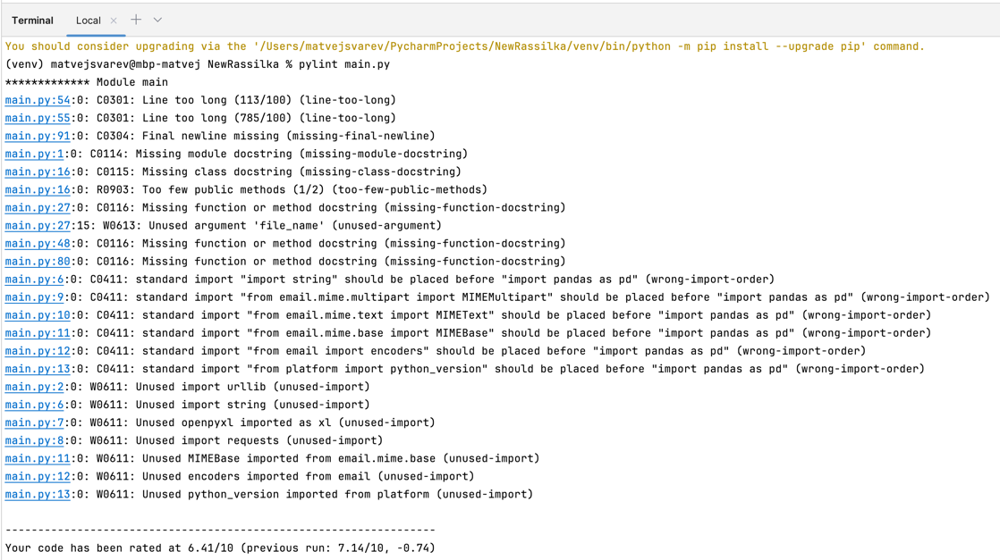 Terminal Local × +
You should consider upgrading via the '/Users/matvejsvarev/PycharmProjects/NewRassilka/venv/bin/python -m pip install --upgrade pip' command.
(venv) matvejsvarev@mbp-matvej NewRassilka % pylint main.py
************* Module main
main.py:54:0: C0301: Line too long (113/100) (line-too-long)
main.py:55:0: C0301: Line too long (785/100) (line-too-long)
main.py:91:0: C0304: Final newline missing (missing-final-newline)
main.py:1:0: C0114: Missing module docstring (missing-module-docstring)
main.py:16:0: C0115: Missing class docstring (missing-class-docstring)
main.py:16:0: R0903: Too few public methods (1/2) (too-few-public-methods)
main.py:27:0: C0116: Missing function or method docstring (missing-function-docstring)
main.py:27:15: W0613: Unused argument 'file_name' (unused-argument)
main.py:48:0: C0116: Missing function or method docstring (missing-function-docstring)
main.py:80:0: C0116: Missing function or method docstring (missing-function-docstring)
main.py:6:0: C0411: standard import "import string" should be placed before "import pandas as pd" (wrong-import-order)
main.py:9:0: C0411: standard import "from email.mime.multipart import MIMEMultipart" should be placed before "import pandas as pd" (wrong-import-order)
main.py:10:0: C0411: standard import "from email.mime.text import MIMEText" should be placed before "import pandas as pd" (wrong-import-order)
main.py:11:0: C0411: standard import "from email.mime.base import MIMEBase" should be placed before "import pandas as pd" (wrong-import-order)
main.py:12:0: C0411: standard import "from email import encoders" should be placed before "import pandas as pd" (wrong-import-order)
main.py:13:0: C0411: standard import "from platform import python_version" should be placed before "import pandas as pd" (wrong-import-order)
main.py:2:0: W0611: Unused import urllib (unused-import)
main.py:6:0: W0611: Unused import string (unused-import)
main.py:7:0: W0611: Unused openpyxl imported as xl (unused-import)
main.py:8:0: W0611: Unused import requests (unused-import)
main.py:11:0: W0611: Unused MIMEBase imported from email.mime.base (unused-import)
main.py:12:0: W0611: Unused encoders imported from email (unused-import)
main.py:13:0: W0611: Unused python_version imported from platform (unused-import)
------------------------------------------------------------------
Your code has been rated at 6.41/10 (previous run: 7.14/10, -0.74)